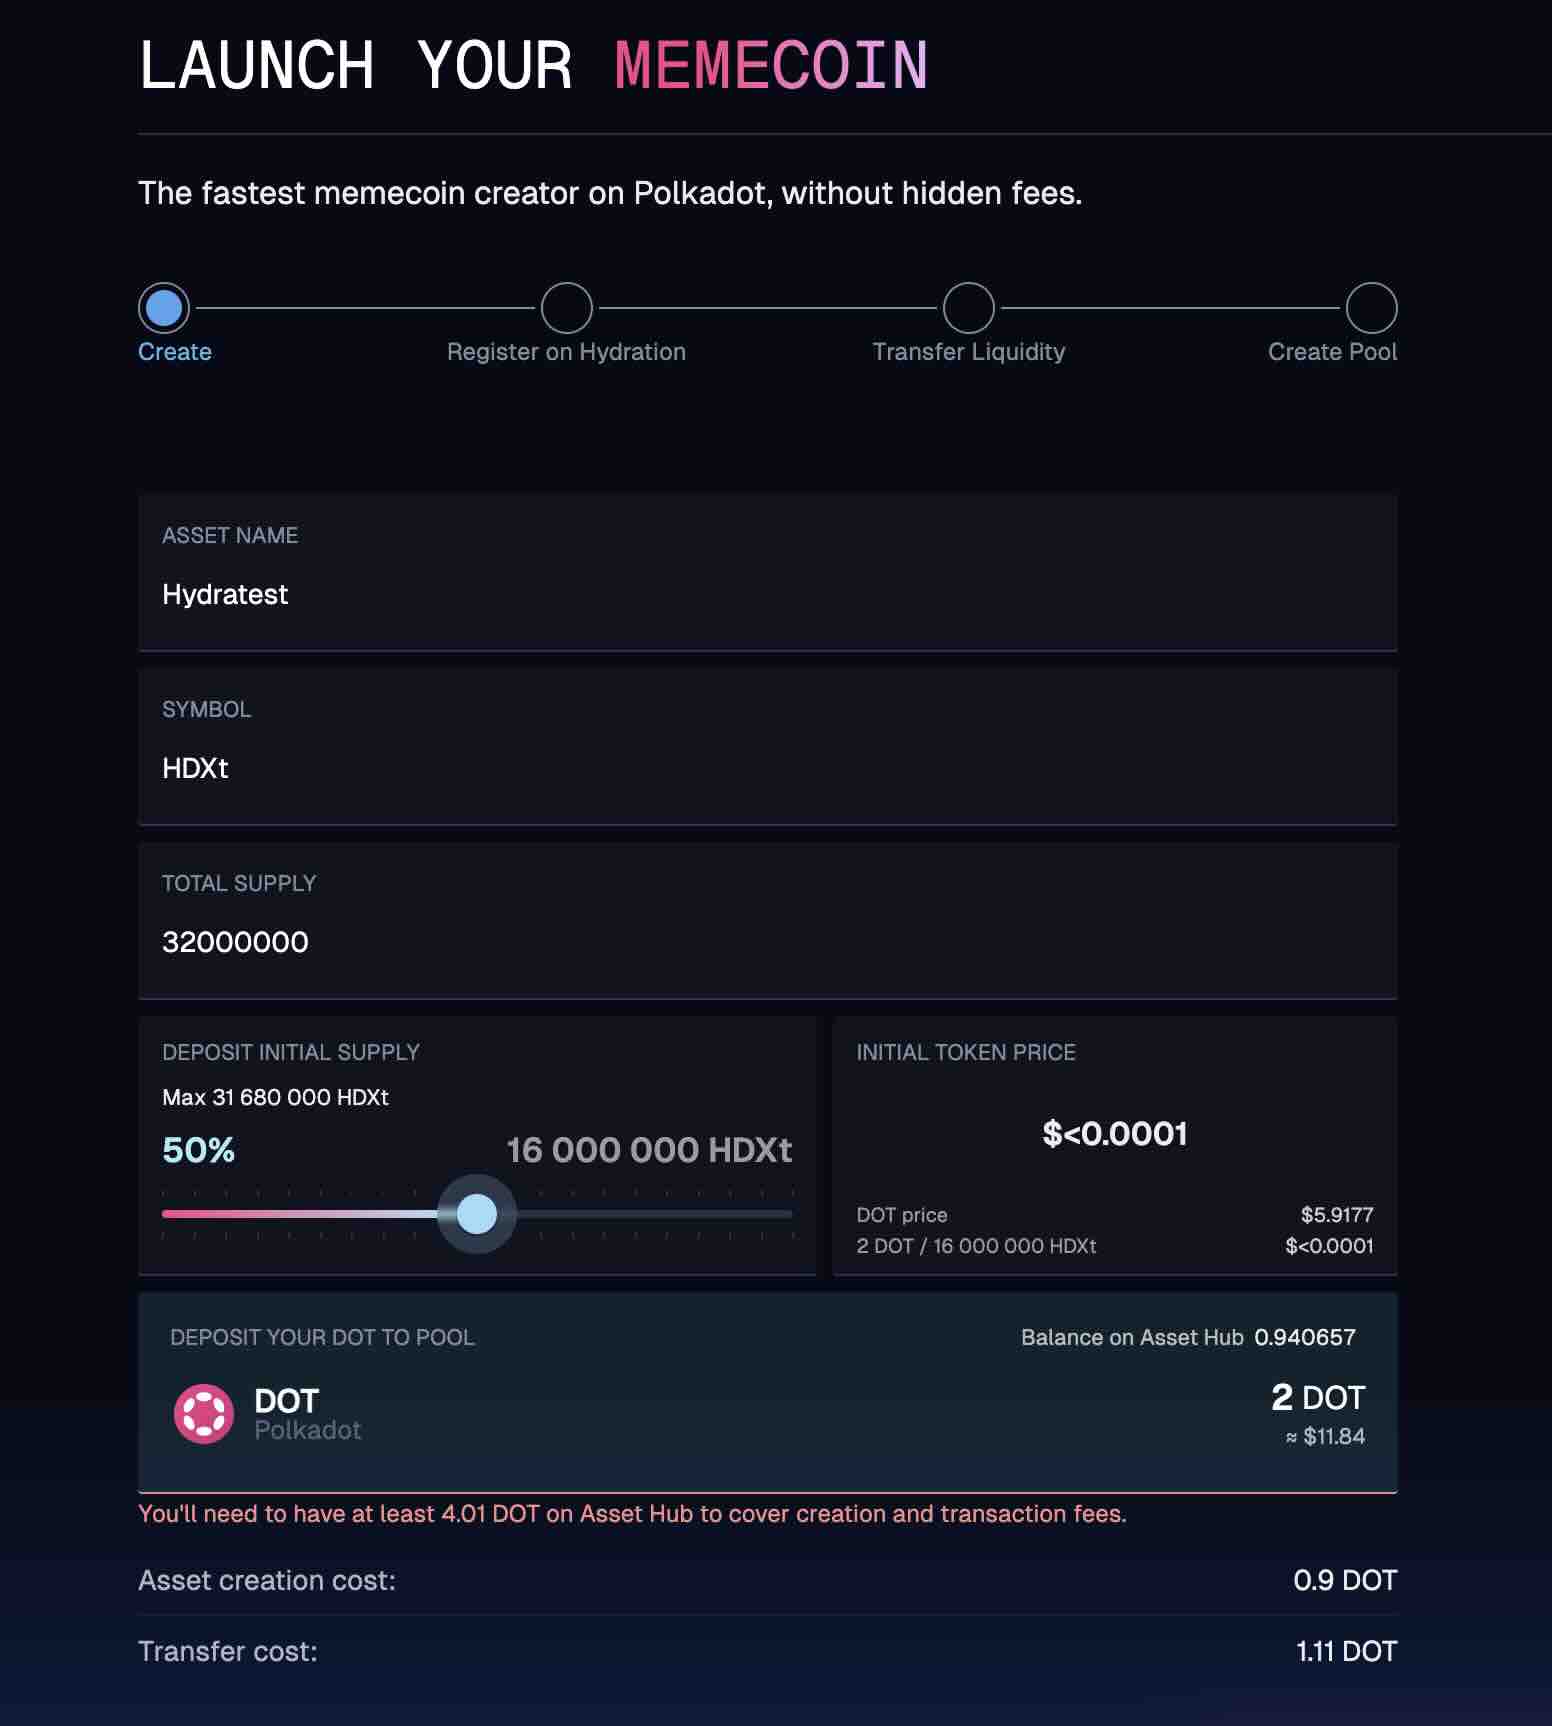 LAUNCH YOUR MEMECOIN
The fastest memecoin creator on Polkadot, without hidden fees.
Create
Register on Hydration
Transfer Liquidity
Create Pool
ASSET NAME
Hydratest
SYMBOL
HDXt
TOTAL SUPPLY
32000000
DEPOSIT INITIAL SUPPLY
Max 31 680 000 HDXt
50% 16 000 000 HDXt
INITIAL TOKEN PRICE
$<0.0001
DOT price $5.9177
2 DOT / 16 000 000 HDXt $<0.0001
DEPOSIT YOUR DOT TO POOL Balance on Asset Hub 0.940657
DOT 2 DOT
Polkadot ≈ $11.84
You'll need to have at least 4.01 DOT on Asset Hub to cover creation and transaction fees.
Asset creation cost: 0.9 DOT
Transfer cost: 1.11 DOT